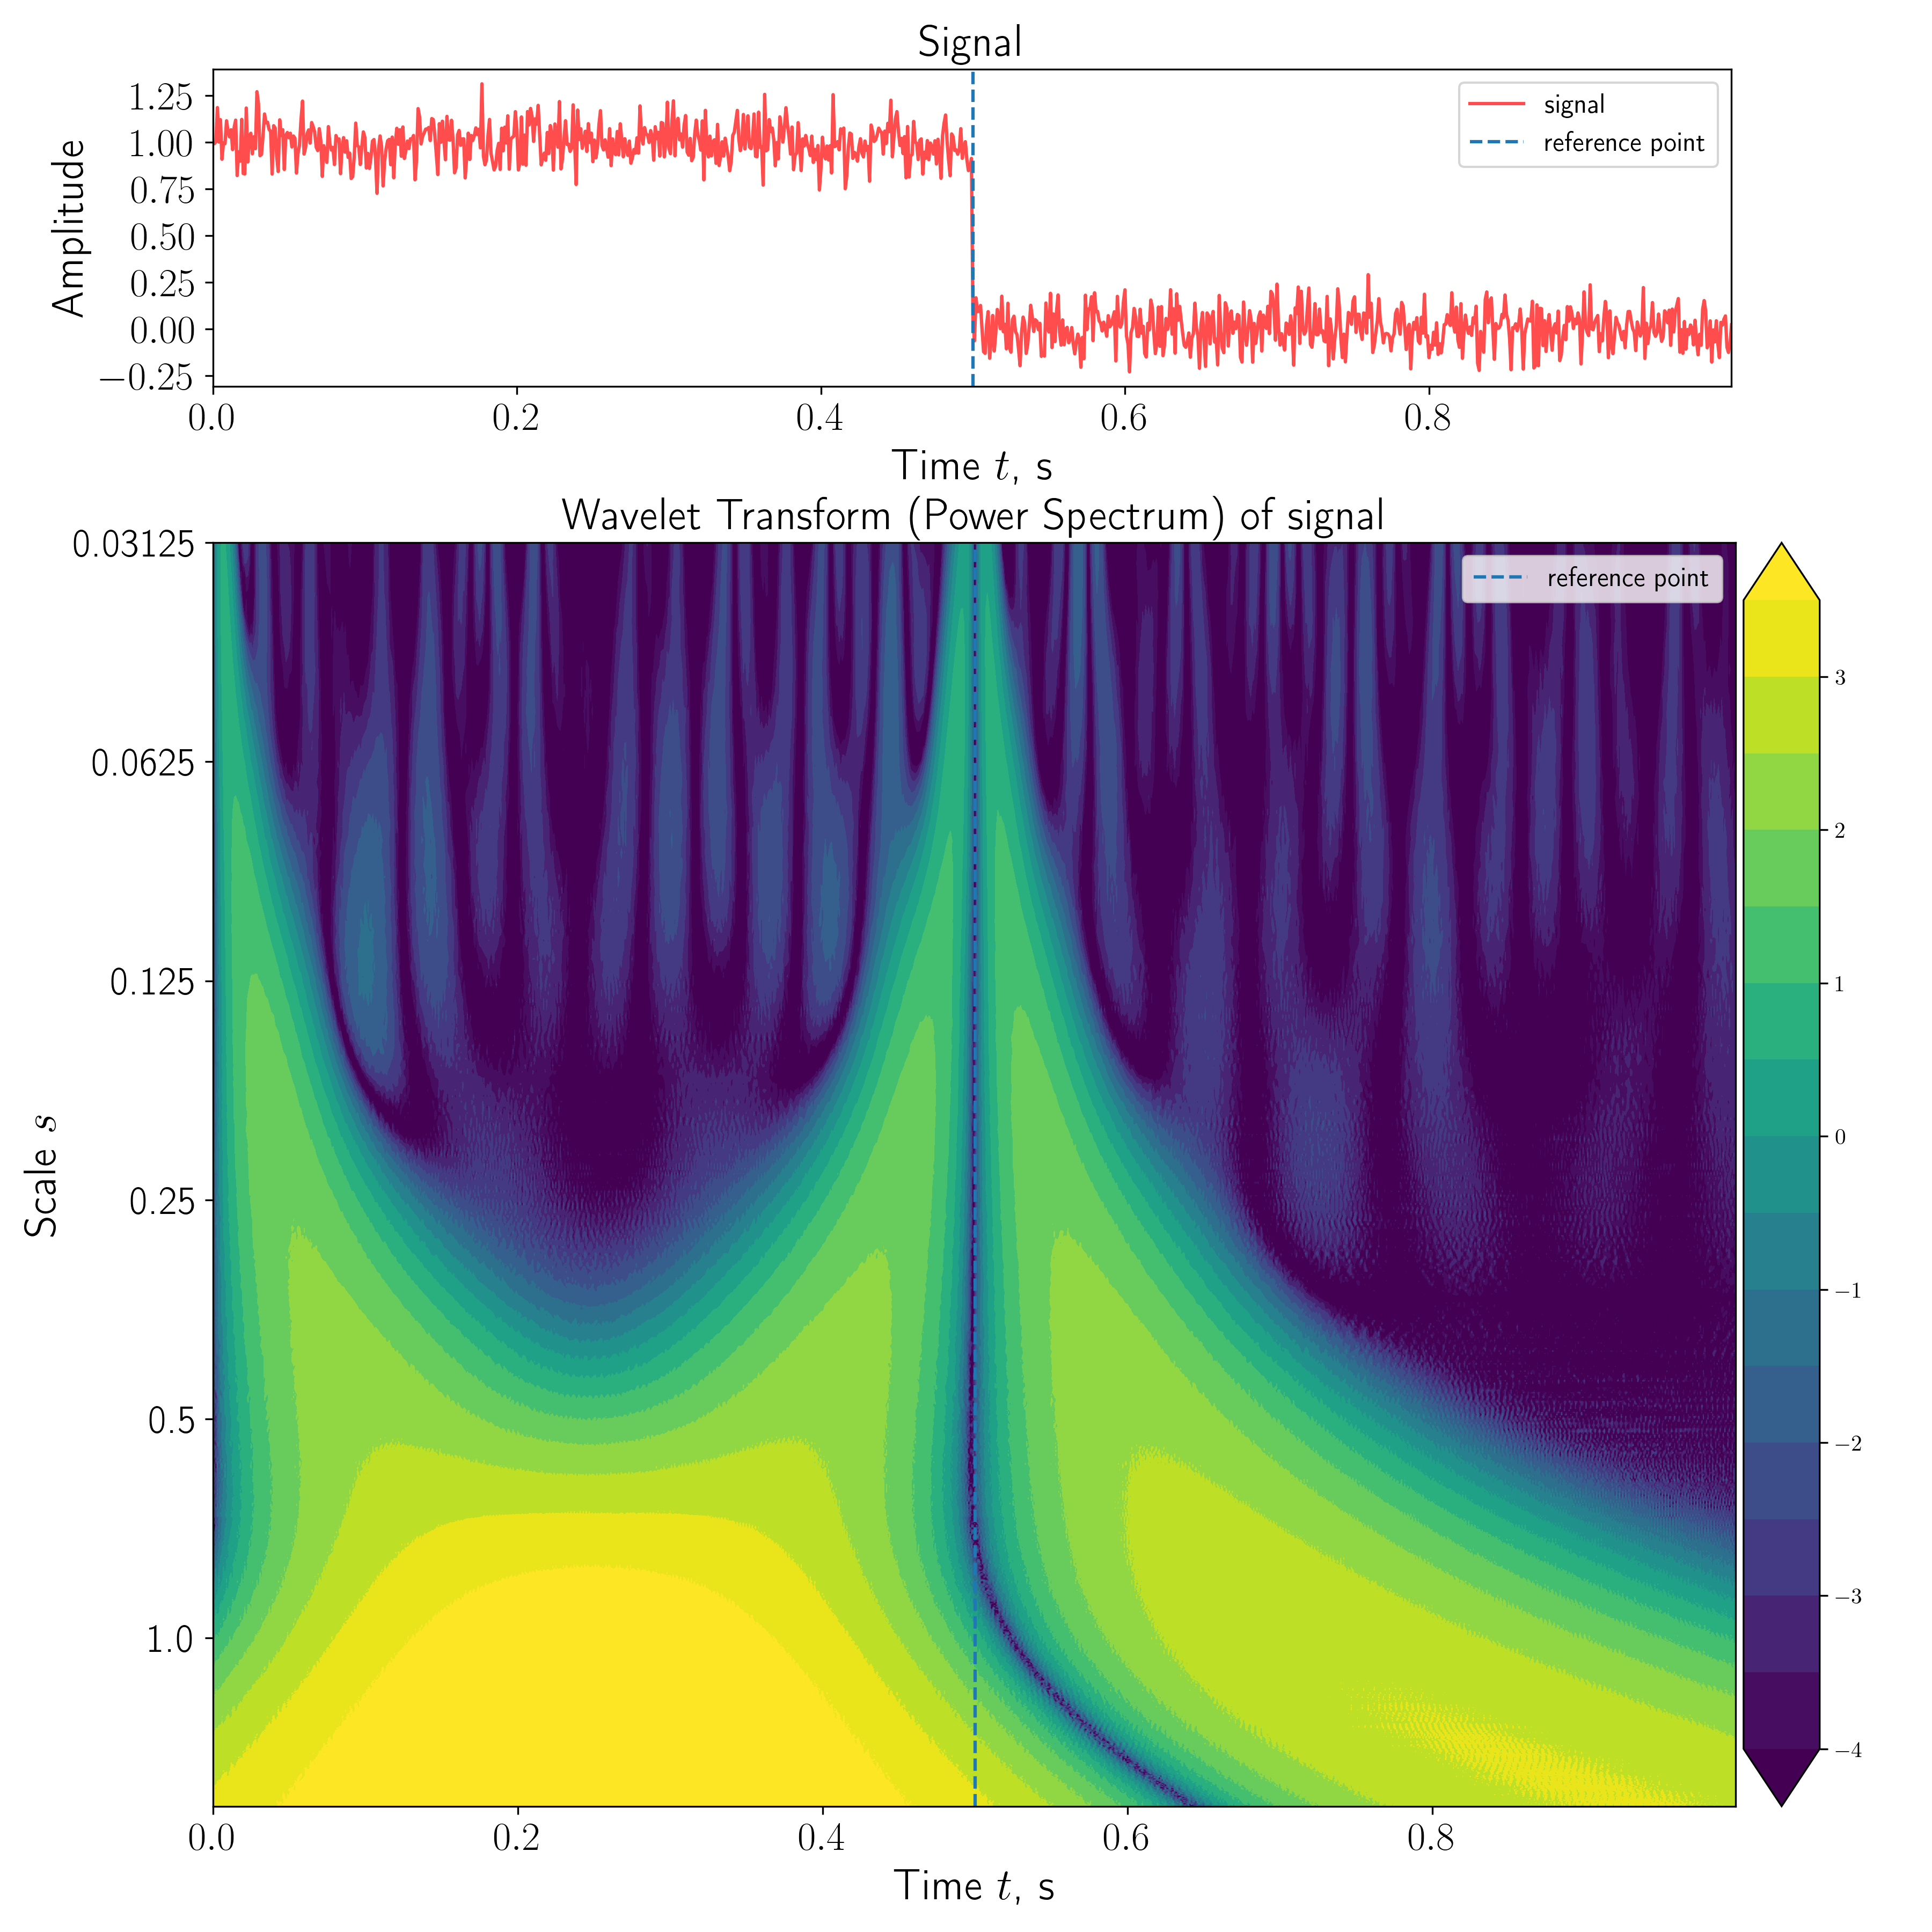 Signal
Amplitude
1.25
1.00
0.75
0.50
0.25
0.00
−0.25
signal
reference point
0.0 0.2 0.4 0.6 0.8
Time t, s
Wavelet Transform (Power Spectrum) of signal
Scale s
0.03125
0.0625
0.125
0.25
0.5
1.0
reference point
3
2
1
0
−1
−2
−3
−4
0.0 0.2 0.4 0.6 0.8
Time t, s